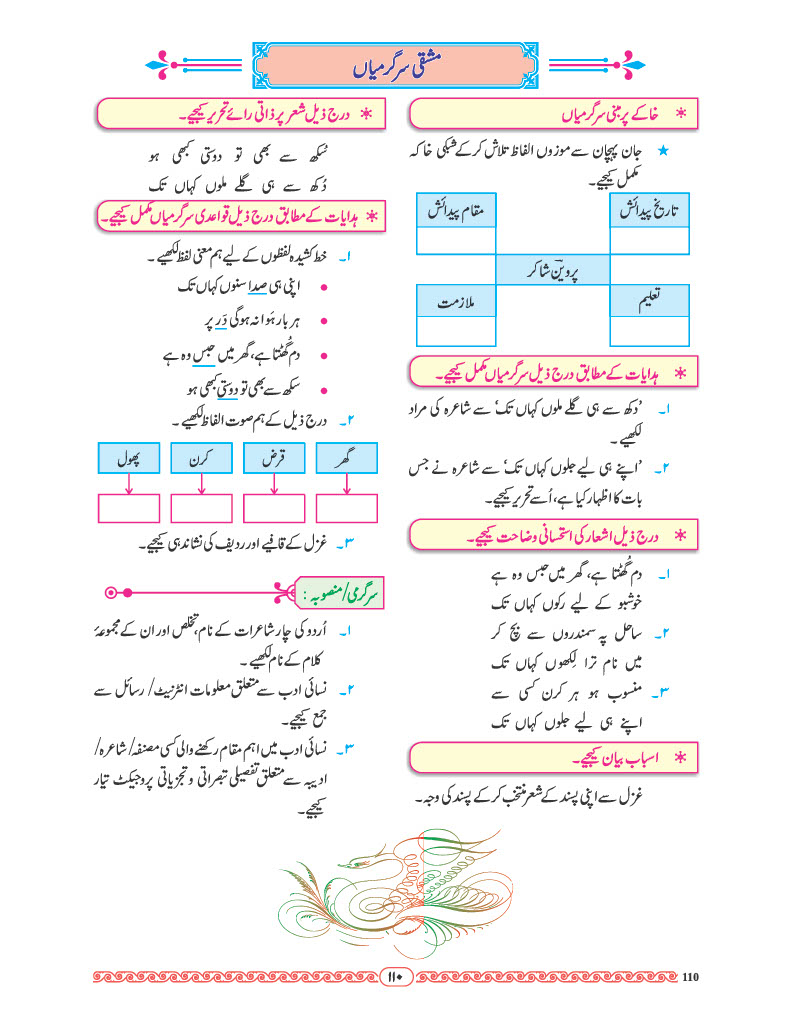 مشقی سرگرمیاں
* خاکے پر مبنی سرگرمیاں
★ جان پہچان سے موزوں الفاظ تلاش کر کے شبکی خاکہ
مکمل کیجیے۔
تاریخ پیدائش
مقام پیدائش
پروین شاکر
تعلیم
ملازمت
* ہدایات کے مطابق درج ذیل سرگرمیاں مکمل کیجیے۔
۱۔ ’دُکھ سے ہی گلے ملوں کہاں تک‘ سے شاعرہ کی مراد
لکھیے۔
۲۔ ’اپنے ہی لیے جلوں کہاں تک‘ سے شاعرہ نے جس
بات کا اظہار کیا ہے، اُسے تحریر کیجیے۔
* درج ذیل اشعار کی استحسانی وضاحت کیجیے۔
۱۔ دم گُھٹتا ہے، گھر میں حبس وہ ہے
خوشبو کے لیے رکوں کہاں تک
۲۔ ساحل پہ سمندروں سے بچ کر
میں نام ترا لِکھوں کہاں تک
۳۔ منسوب ہو ہر کرن کسی سے
اپنے ہی لیے جلوں کہاں تک
* اسباب بیان کیجیے۔
غزل سے اپنی پسند کے شعر منتخب کر کے پسند کی وجہ۔
* درج ذیل شعر پر ذاتی رائے تحریر کیجیے۔
سُکھ سے بھی تو دوستی کبھی ہو
دُکھ سے ہی گلے ملوں کہاں تک
* ہدایات کے مطابق درج ذیل قواعدی سرگرمیاں مکمل کیجیے۔
۱۔ خط کشیدہ لفظوں کے لیے ہم معنی لفظ لکھیے۔
• اپنی ہی صدا سنوں کہاں تک
• ہر بار ہَوا نہ ہوگی دَر پر
• دم گُھٹتا ہے، گھر میں حبس وہ ہے
• سکھ سے بھی تو دوستی کبھی ہو
۲۔ درج ذیل کے ہم صوت الفاظ لکھیے۔
گھر قرض کرن پھول
۳۔ غزل کے قافیے اور ردیف کی نشاندہی کیجیے۔
سرگرمی/منصوبہ :
۱۔ اُردو کی چار شاعرات کے نام، تخلص اور ان کے مجموعۂ
کلام کے نام لکھیے۔
۲۔ نسائی ادب سے متعلق معلومات انٹرنیٹ/ رسائل سے
جمع کیجیے۔
۳۔ نسائی ادب میں اہم مقام رکھنے والی کسی مصنفہ/ شاعرہ/
ادیبہ سے متعلق تفصیلی تبصراتی و تجزیاتی پروجیکٹ تیار
کیجیے۔
۱۱۰
110